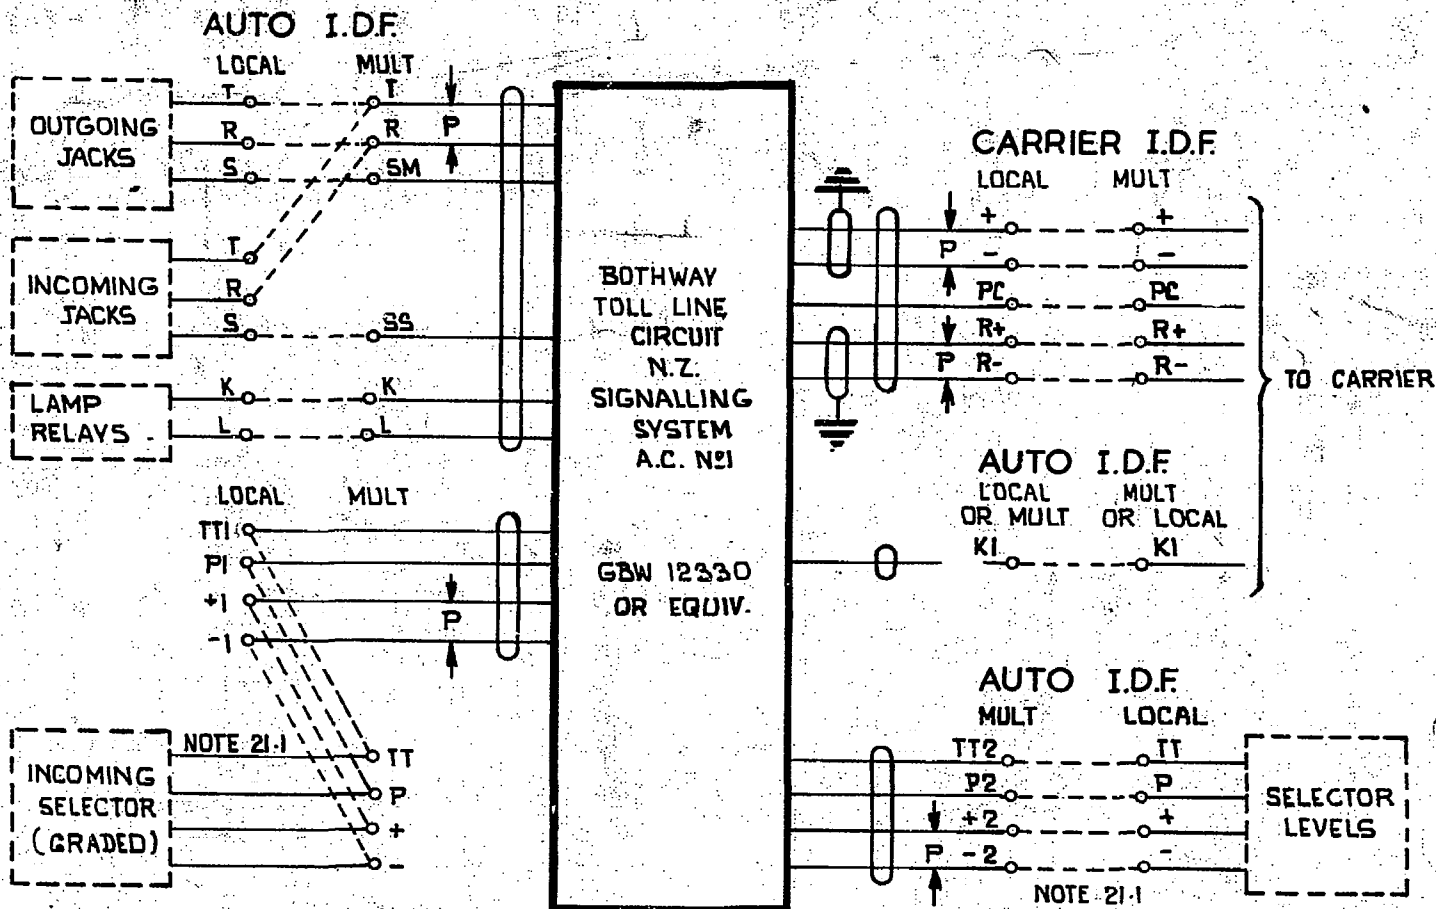 AUTO I.D.F.
LOCAL MULT
OUTGOING
JACKS
T T
R R P
S SM
INCOMING
JACKS
T
R
S SS
LAMP
RELAYS
K K
L L
LOCAL MULT
TT1
P1
+1
-1
P
NOTE 21.1
INCOMING
SELECTOR
(GRADED)
TT
P
+
-
BOTHWAY
TOLL LINE
CIRCUIT
N.Z.
SIGNALLING
SYSTEM
A.C. Nº1
GBW 12330
OR EQUIV.
CARRIER I.D.F.
LOCAL MULT
+ +
P
- -
PC PC
R+ R+
P
R- R-
TO CARRIER
AUTO I.D.F.
LOCAL MULT
OR MULT OR LOCAL
K1 K1
AUTO I.D.F.
MULT LOCAL
TT2 TT
P2 P
+2 +
P -2 -
NOTE 21.1
SELECTOR
LEVELS